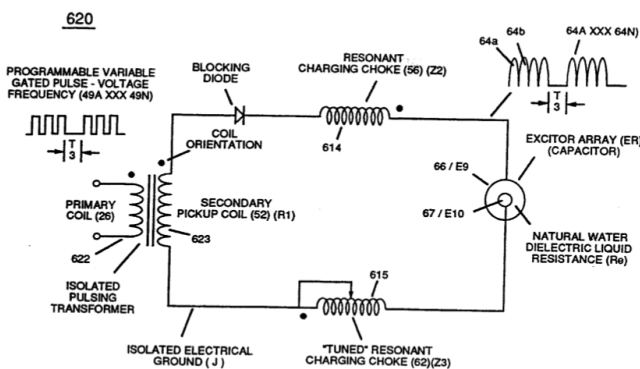 620
PROGRAMMABLE VARIABLE
GATED PULSE - VOLTAGE
FREQUENCY (49A XXX 49N)
T
3
BLOCKING
DIODE
RESONANT
CHARGING CHOKE (56) (Z2)
614
64a
64b
64A XXX 64N)
T
3
COIL
ORIENTATION
EXCITOR ARRAY (ER)
(CAPACITOR)
66 / E9
67 / E10
PRIMARY
COIL (26)
SECONDARY
PICKUP COIL (52) (R1)
623
622
NATURAL WATER
DIELECTRIC LIQUID
RESISTANCE (Re)
ISOLATED
PULSING
TRANSFORMER
615
ISOLATED ELECTRICAL
GROUND ( J )
"TUNED" RESONANT
CHARGING CHOKE (62)(Z3)